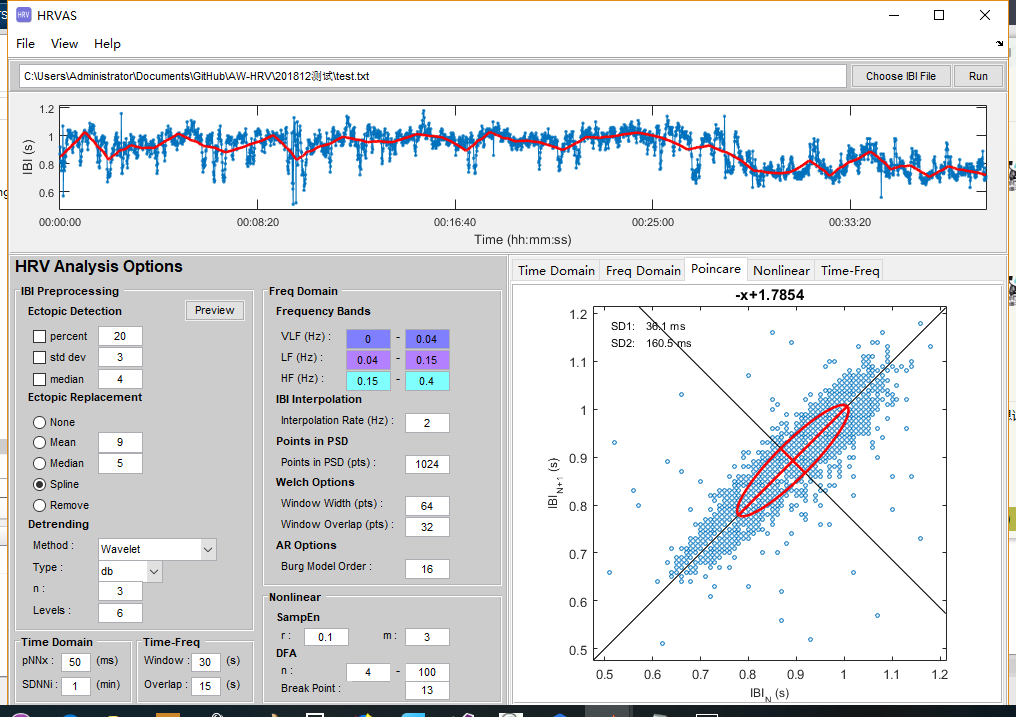 HRV HRVAS
File View Help
C:\Users\Administrator\Documents\GitHub\AW-HRV\201812测试\test.txt
Choose IBI File
Run
IBI (s)
1.2
1
0.8
0.6
00:00:00 00:08:20 00:16:40 00:25:00 00:33:20
Time (hh:mm:ss)
HRV Analysis Options
IBI Preprocessing
Ectopic Detection
Preview
percent 20
std dev 3
median 4
Ectopic Replacement
None
Mean 9
Median 5
Spline
Remove
Detrending
Method : Wavelet
Type : db
n : 3
Levels : 6
Time Domain
pNNx : 50 (ms)
SDNNi : 1 (min)
Time-Freq
Window : 30 (s)
Overlap : 15 (s)
Freq Domain
Frequency Bands
VLF (Hz) : 0 - 0.04
LF (Hz) : 0.04 - 0.15
HF (Hz) : 0.15 - 0.4
IBI Interpolation
Interpolation Rate (Hz) : 2
Points in PSD
Points in PSD (pts) : 1024
Welch Options
Window Width (pts) : 64
Window Overlap (pts) : 32
AR Options
Burg Model Order : 16
Nonlinear
SampEn
r : 0.1 m : 3
DFA
n : 4 - 100
Break Point : 13
Time Domain Freq Domain Poincare Nonlinear Time-Freq
-x+1.7854
SD1: 36.1 ms
SD2: 160.5 ms
IBI N+1 (s)
1.2
1.1
1
0.9
0.8
0.7
0.6
0.5
0.5 0.6 0.7 0.8 0.9 1 1.1 1.2
IBI N (s)